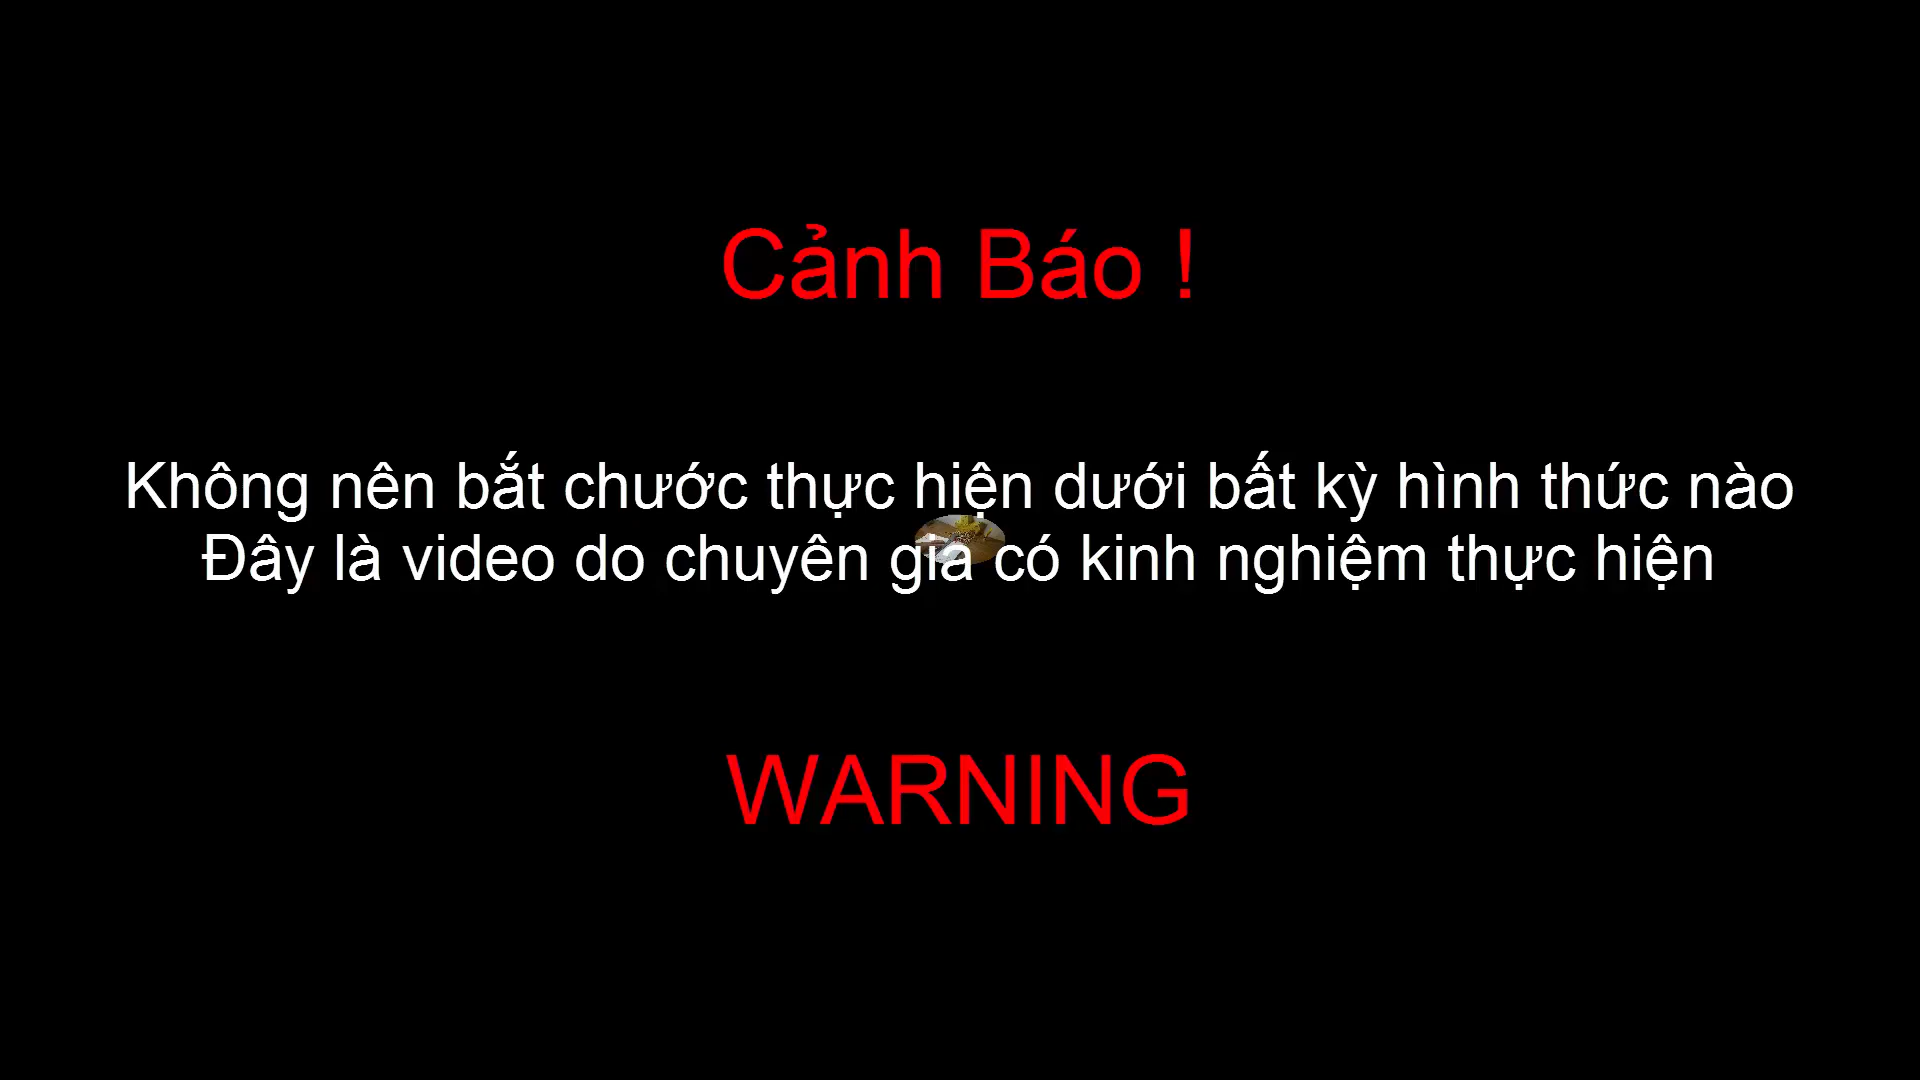 Cảnh Báo !
Không nên bắt chước thực hiện dưới bất kỳ hình thức nào
Đây là video do chuyên gia có kinh nghiệm thực hiện
WARNING